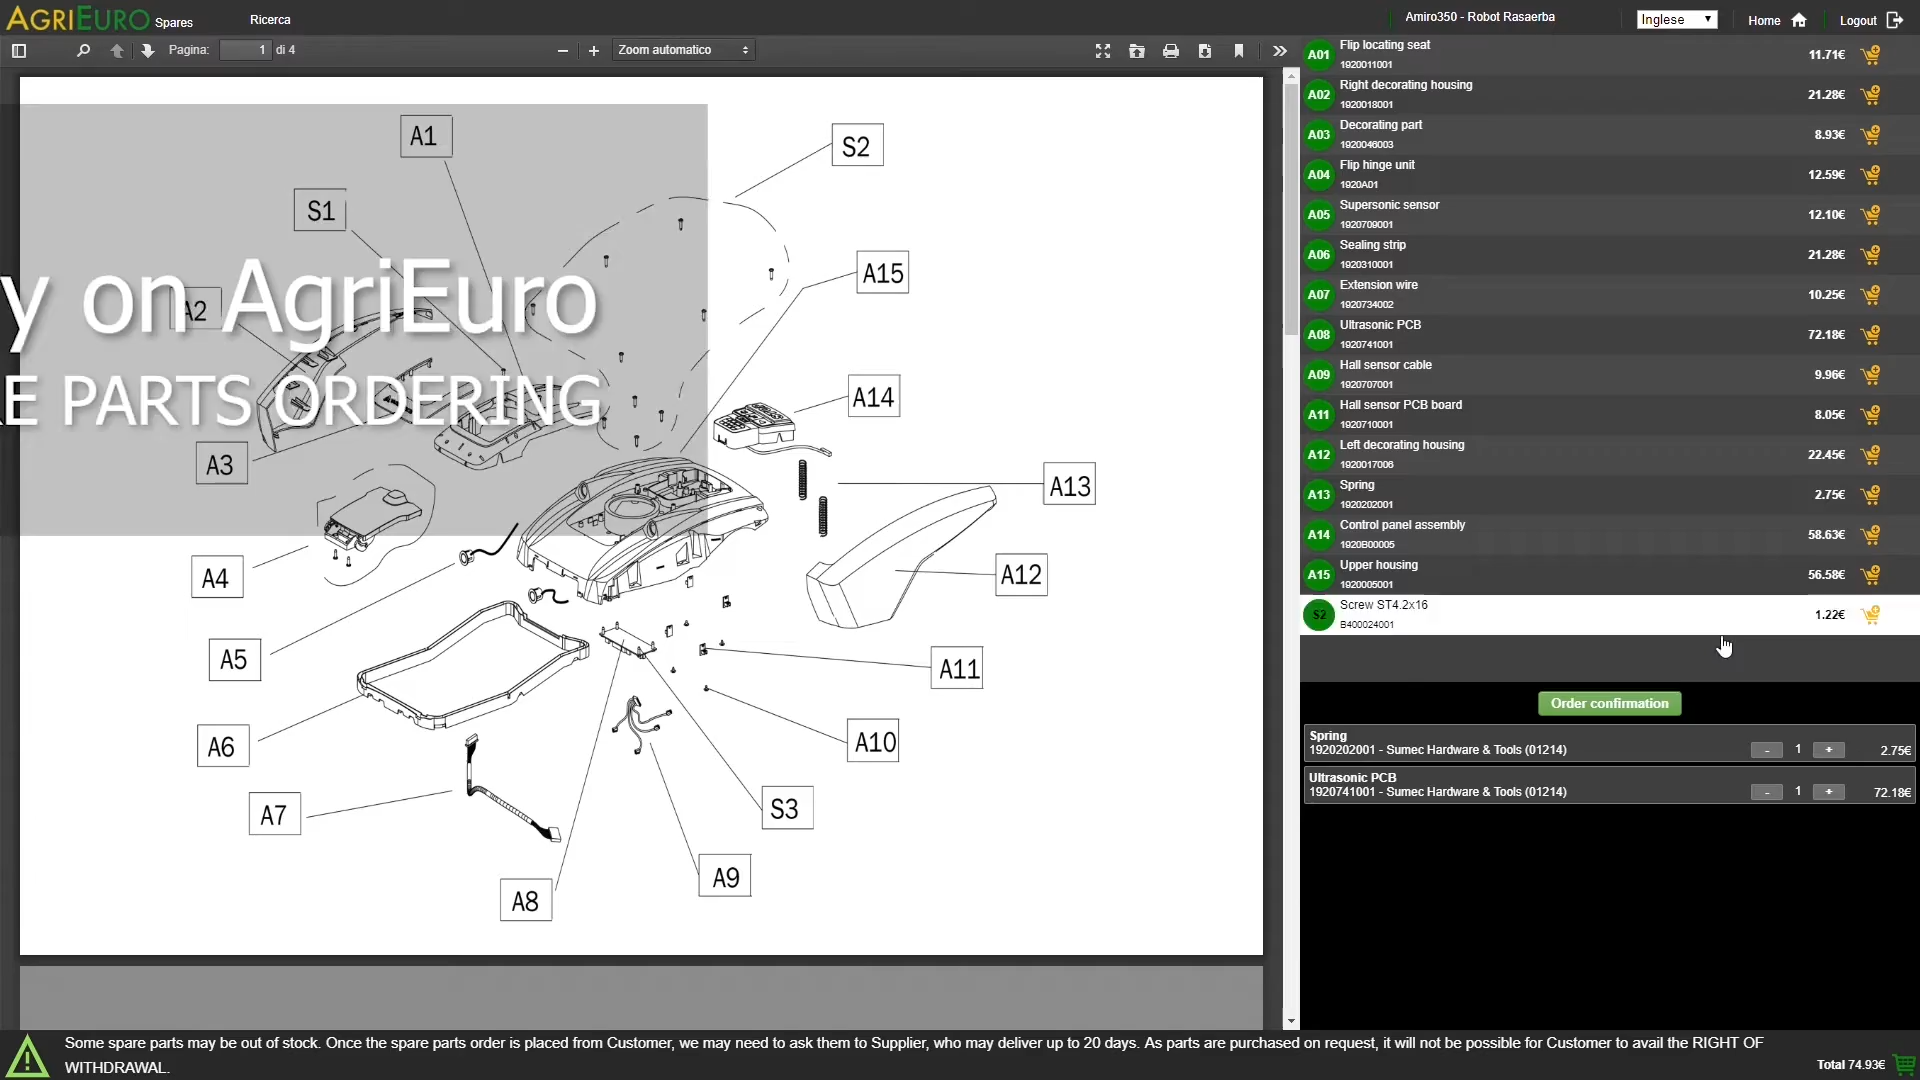 AGRIEURO Spares
Ricerca
Amiro350 - Robot Rasaerba
Inglese
Home
Logout
Pagina: 1 di 4
Zoom automatico
A1
S2
S1
A15
A2
y on AgriEuro
E PARTS ORDERING
A14
A3
A13
A4
A12
A5
A11
A6
A10
A7
S3
A9
A8
A01 Flip locating seat 11.71€
1920011001
A02 Right decorating housing 21.28€
1920018001
A03 Decorating part 8.93€
1920046003
A04 Flip hinge unit 12.59€
1920A01
A05 Supersonic sensor 12.10€
1920709001
A06 Sealing strip 21.28€
1920310001
A07 Extension wire 10.25€
1920734002
A08 Ultrasonic PCB 72.18€
1920741001
A09 Hall sensor cable 9.96€
1920707001
A11 Hall sensor PCB board 8.05€
1920710001
A12 Left decorating housing 22.45€
1920017006
A13 Spring 2.75€
1920202001
A14 Control panel assembly 58.63€
1920B00005
A15 Upper housing 56.58€
1920005001
S2 Screw ST4.2x16 1.22€
B400024001
Order confirmation
Spring
1920202001 - Sumec Hardware & Tools (01214) - 1 + 2.75€
Ultrasonic PCB
1920741001 - Sumec Hardware & Tools (01214) - 1 + 72.18€
Some spare parts may be out of stock. Once the spare parts order is placed from Customer, we may need to ask them to Supplier, who may deliver up to 20 days. As parts are purchased on request, it will not be possible for Customer to avail the RIGHT OF
WITHDRAWAL.
Total 74.93€